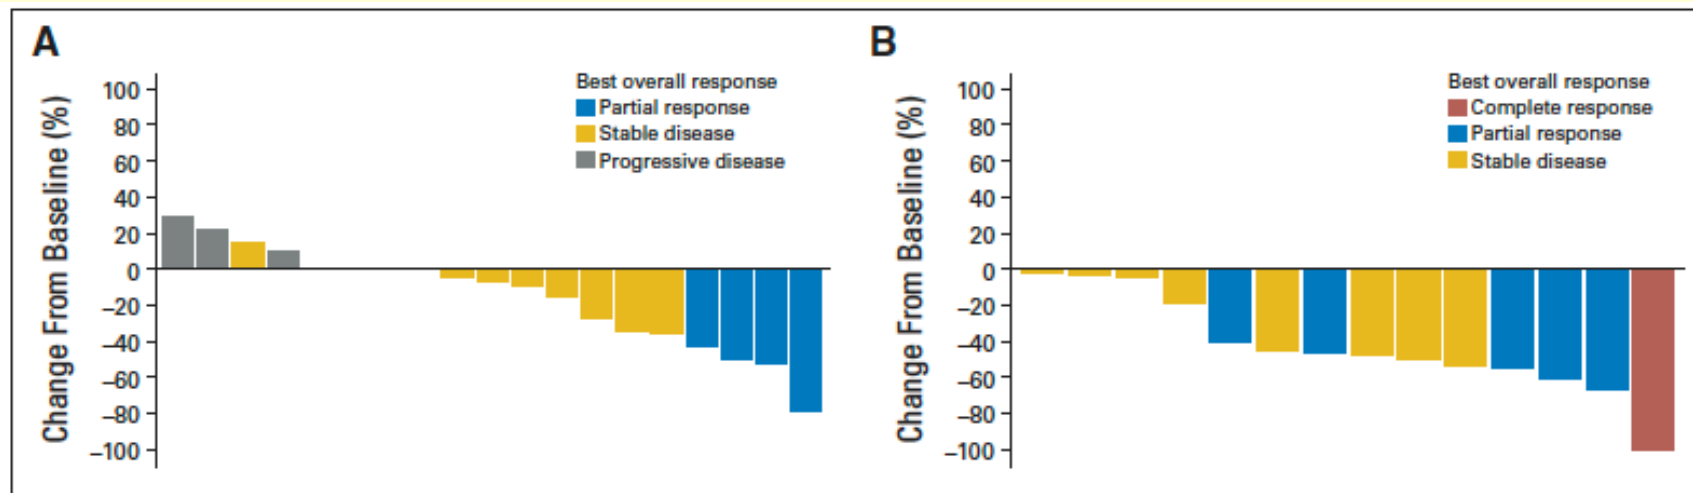 A
Change From Baseline (%)
100
80
60
40
20
0
–20
–40
–60
–80
–100
Best overall response
Partial response
Stable disease
Progressive disease
B
Change From Baseline (%)
100
80
60
40
20
0
–20
–40
–60
–80
–100
Best overall response
Complete response
Partial response
Stable disease